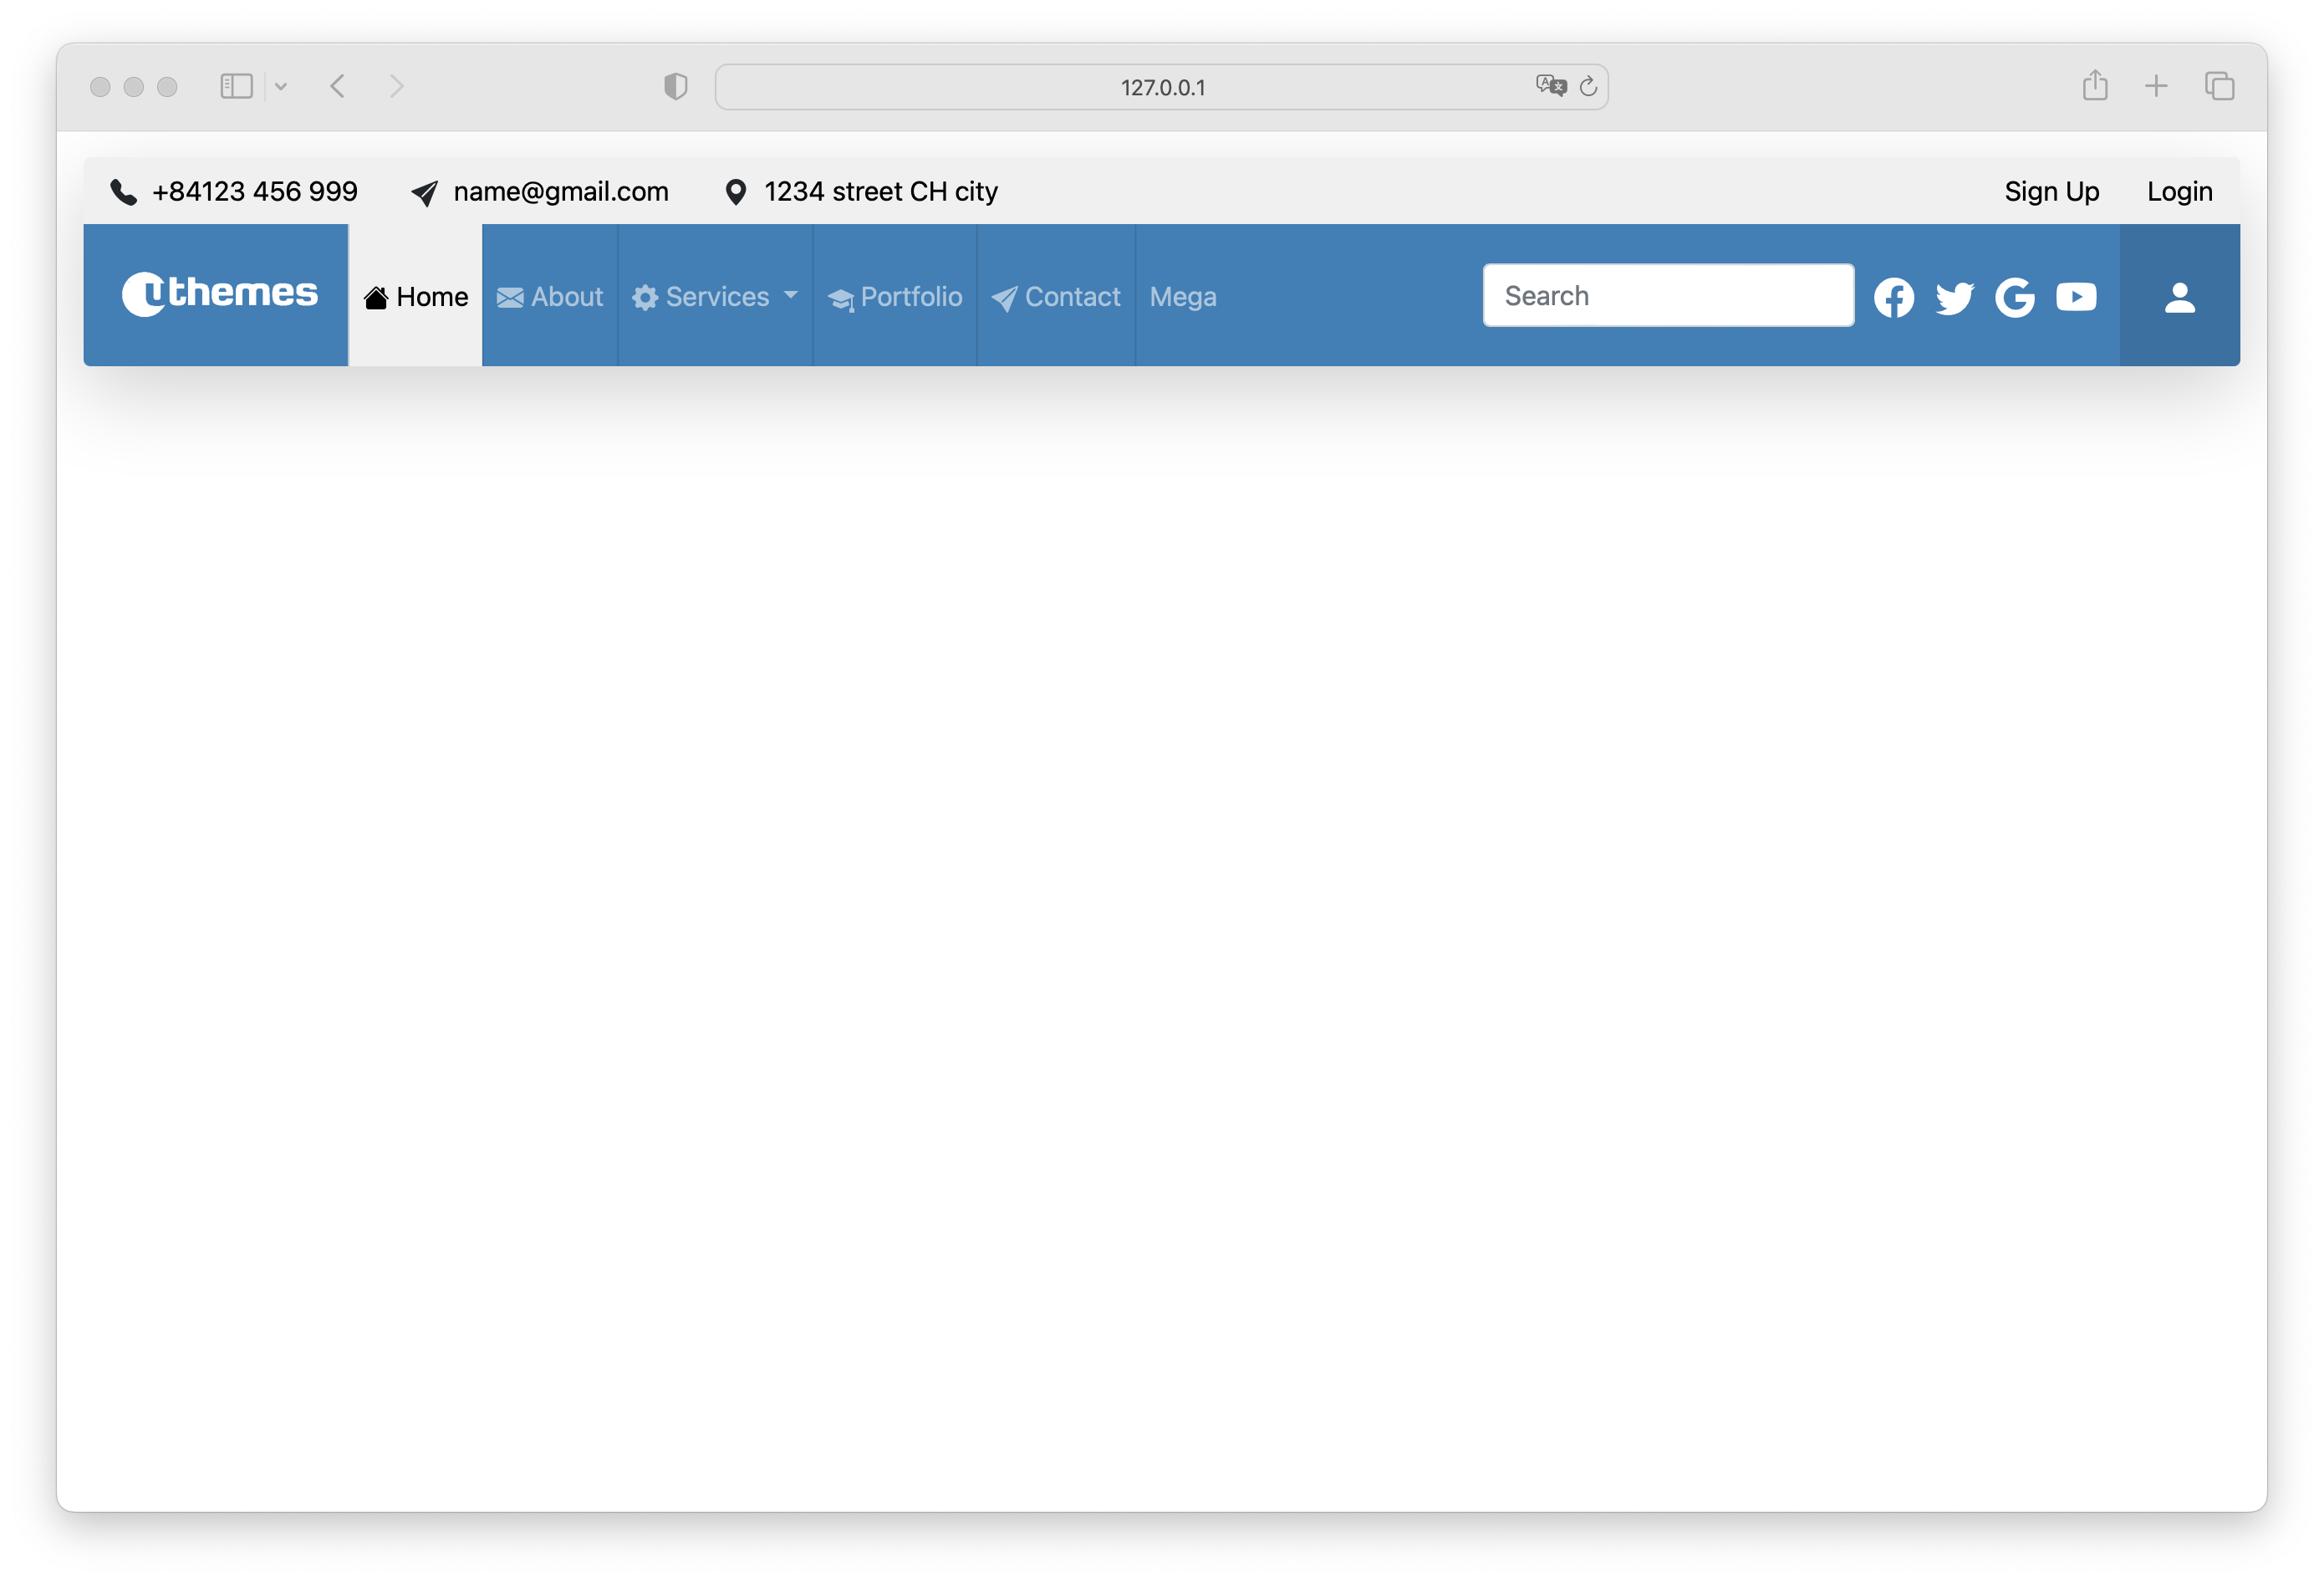 127.0.0.1
+84123 456 999 name@gmail.com 1234 street CH city Sign Up Login
uthemes Home About Services Portfolio Contact Mega Search